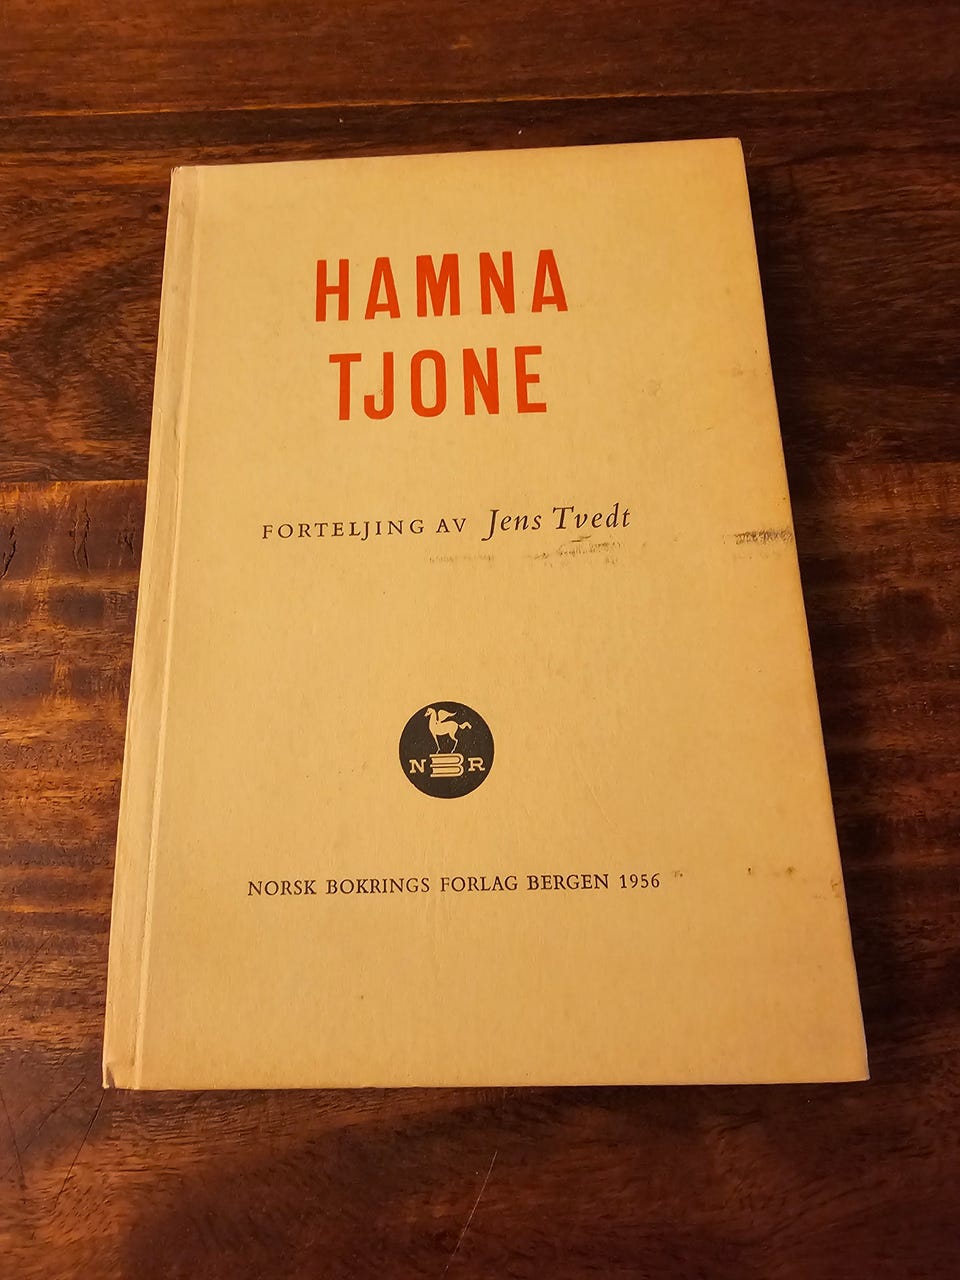 HAMNA
TJONE
FORTELJING AV Jens Tvedt
NBR
NORSK BOKRINGS FORLAG BERGEN 1956